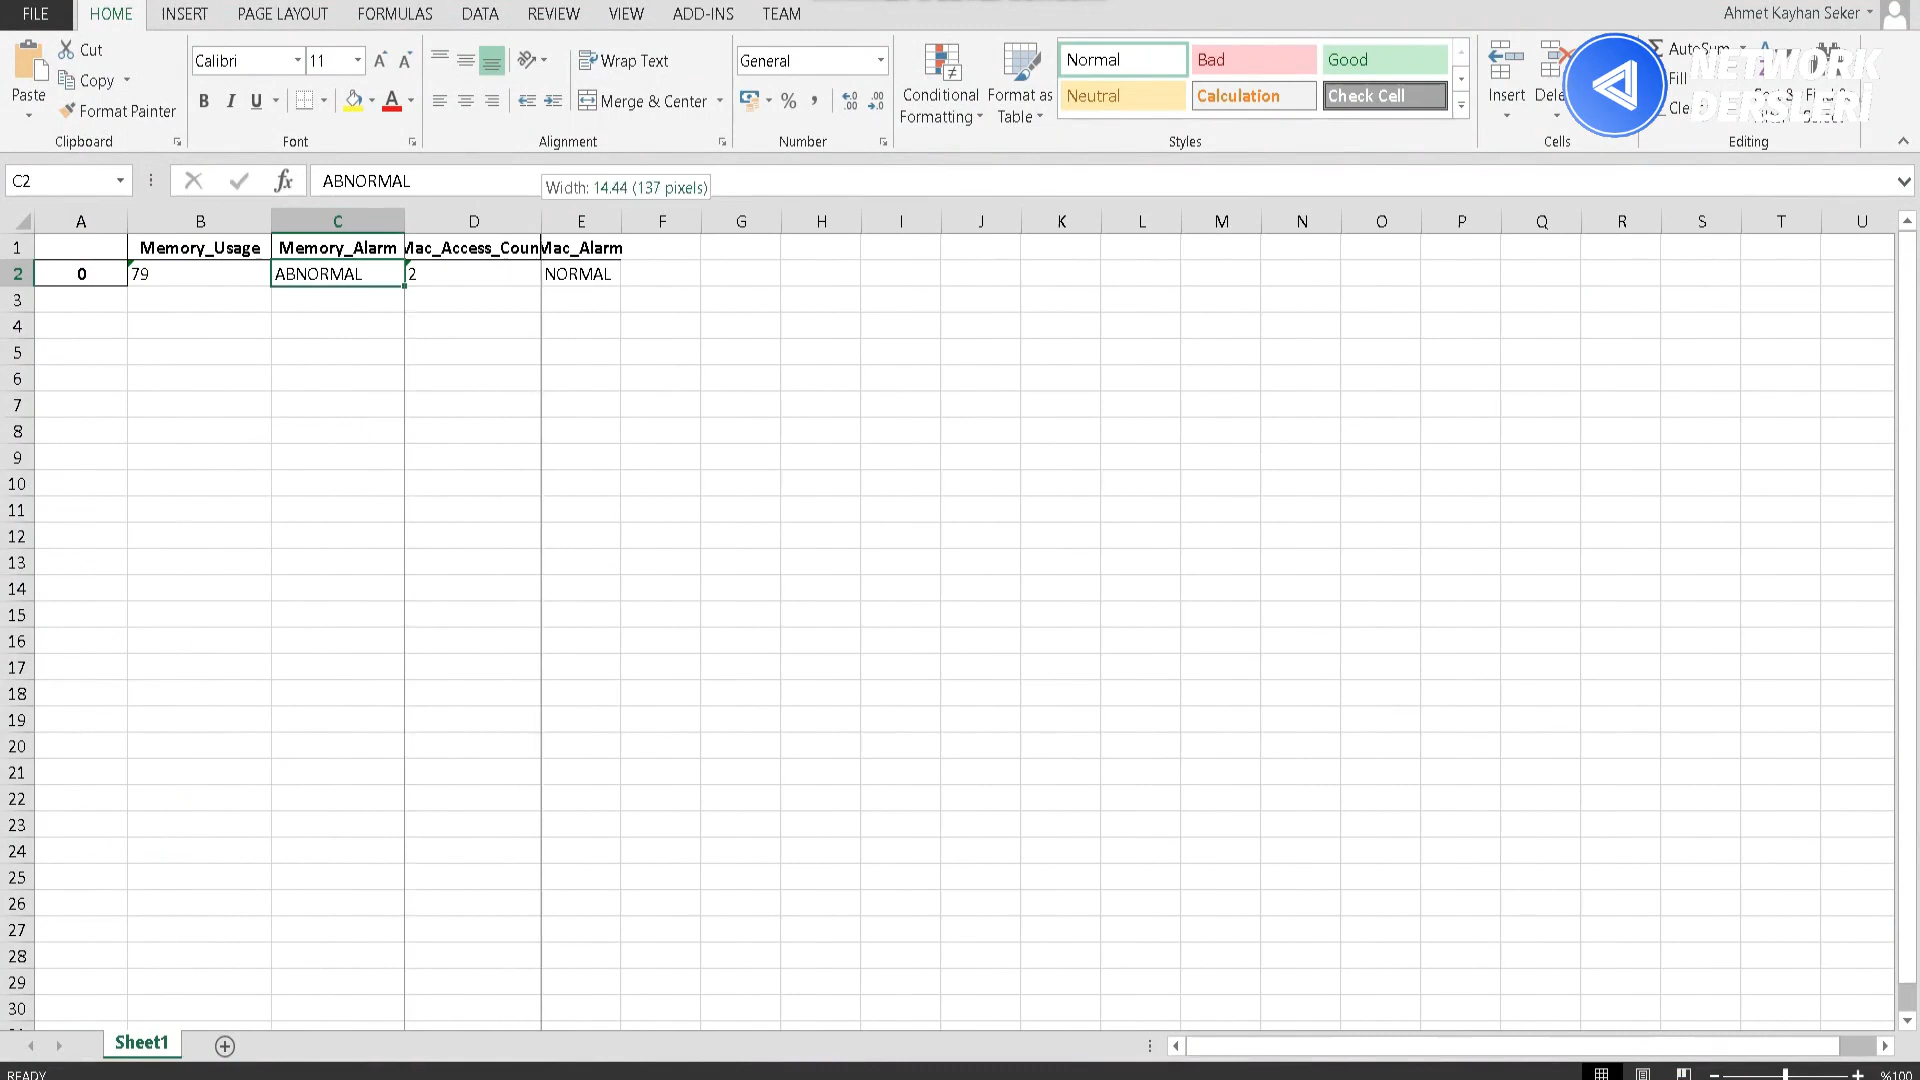 FILE HOME INSERT PAGE LAYOUT FORMULAS DATA REVIEW VIEW ADD-INS TEAM Ahmet Kayhan Seker
Paste
Cut
Copy
Format Painter
Clipboard
Calibri 11
B I U A
Font
Wrap Text
Merge & Center
Alignment
General
% ,
Number
Conditional Formatting
Format as Table
Normal Bad Good
Neutral Calculation Check Cell
Styles
Insert
Cells
AutoSum
Fill
Editing
NETWORK
DERSLERİ
C2 fx ABNORMAL
Width: 14.44 (137 pixels)
A B C D E F G H I J K L M N O P Q R S T U
1 Memory_Usage Memory_Alarm Mac_Access_Coun Mac_Alarm
2 0 79 ABNORMAL 2 NORMAL
3
4
5
6
7
8
9
10
11
12
13
14
15
16
17
18
19
20
21
22
23
24
25
26
27
28
29
30
Sheet1
READY %100